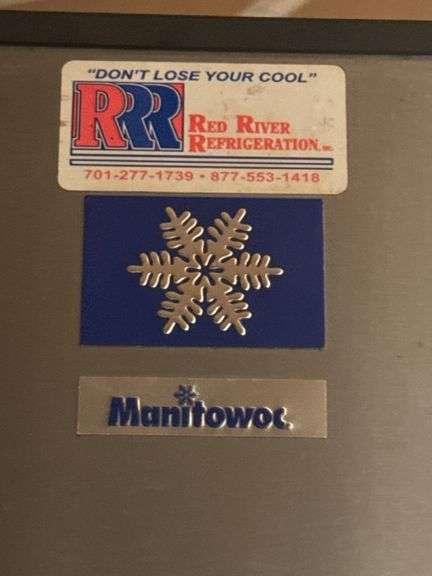 "DON'T LOSE YOUR COOL"
RRR
RED RIVER
REFRIGERATION, INC.
701-277-1739 • 877-553-1418
Manitowoc